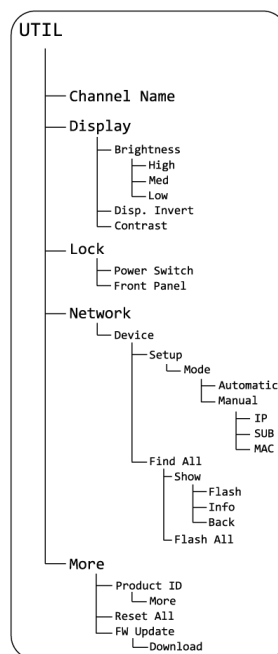 UTIL
Channel Name
Display
Brightness
High
Med
Low
Disp. Invert
Contrast
Lock
Power Switch
Front Panel
Network
Device
Setup
Mode
Automatic
Manual
IP
SUB
MAC
Find All
Show
Flash
Info
Back
Flash All
More
Product ID
More
Reset All
FW Update
Download